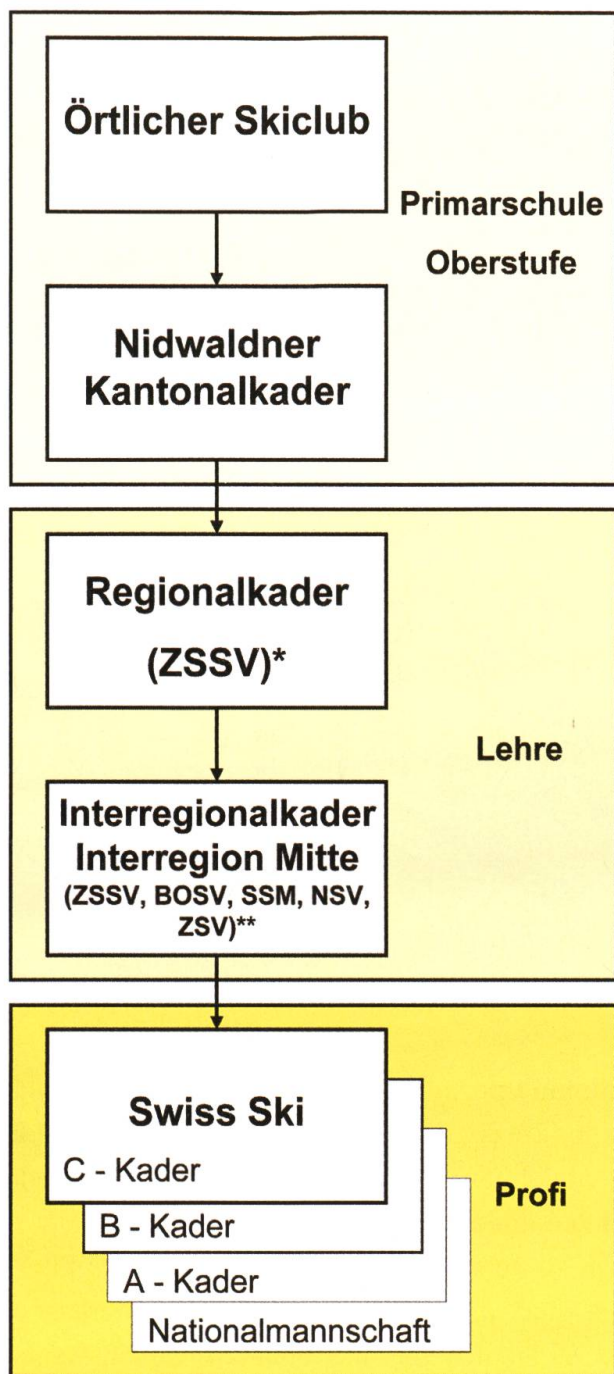 Örtlicher Skiclub
Primarschule
Oberstufe
Nidwaldner
Kantonalkader
Regionalkader
(ZSSV)*
Lehre
Interregionalkader
Interregion Mitte
(ZSSV, BOSV, SSM, NSV,
ZSV)**
Swiss Ski
C - Kader
Profi
B - Kader
A - Kader
Nationalmannschaft